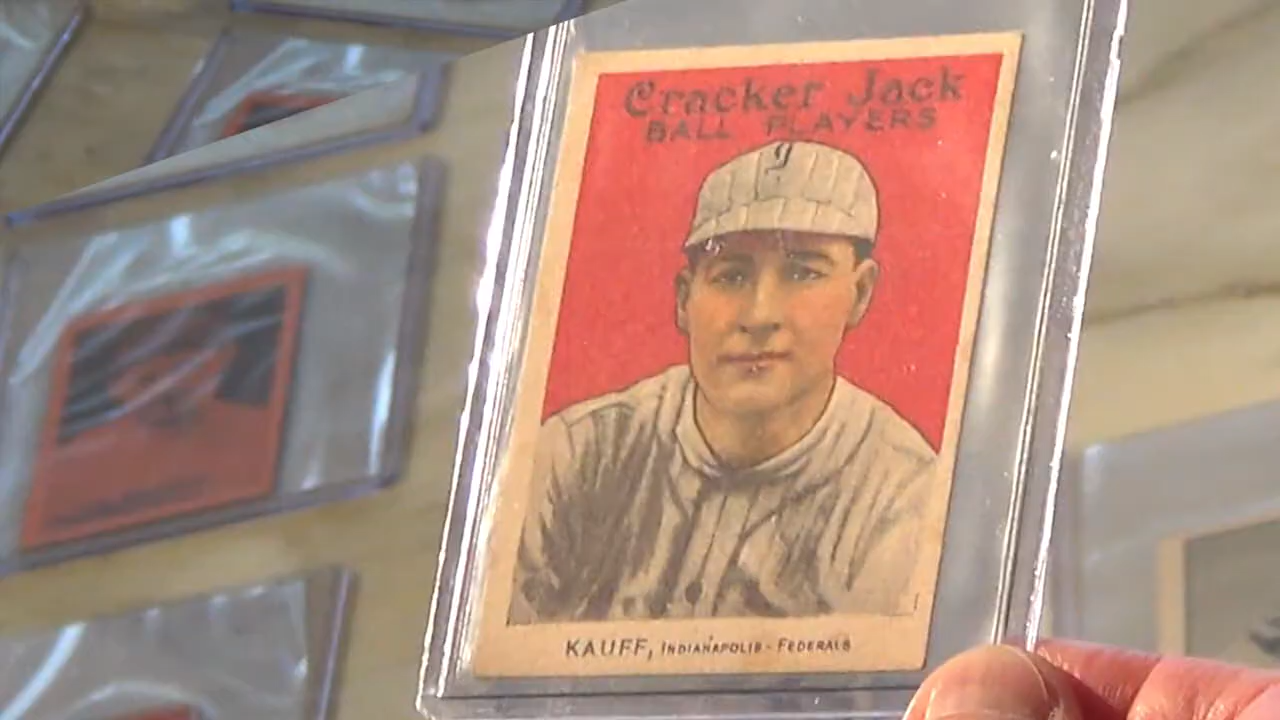 Cracker Jack
BALL PLAYERS
KAUFF, INDIANAPOLIS - FEDERALS